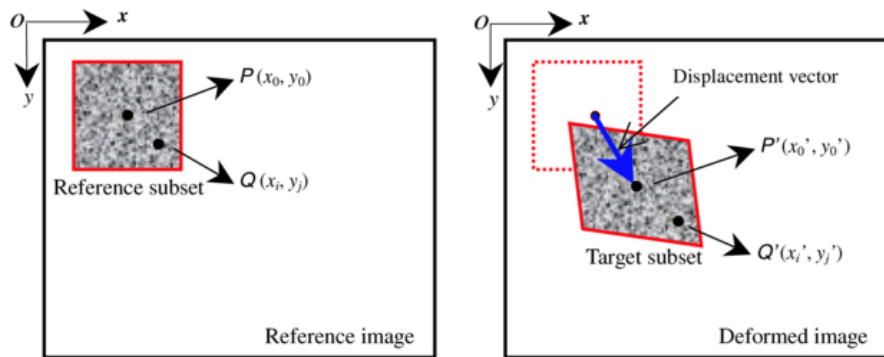 O x
y
P(x₀, y₀)
Q(xᵢ, yⱼ)
Reference subset
Reference image
O x
y
Displacement vector
P'(x₀', y₀')
Q'(xᵢ', yⱼ')
Target subset
Deformed image